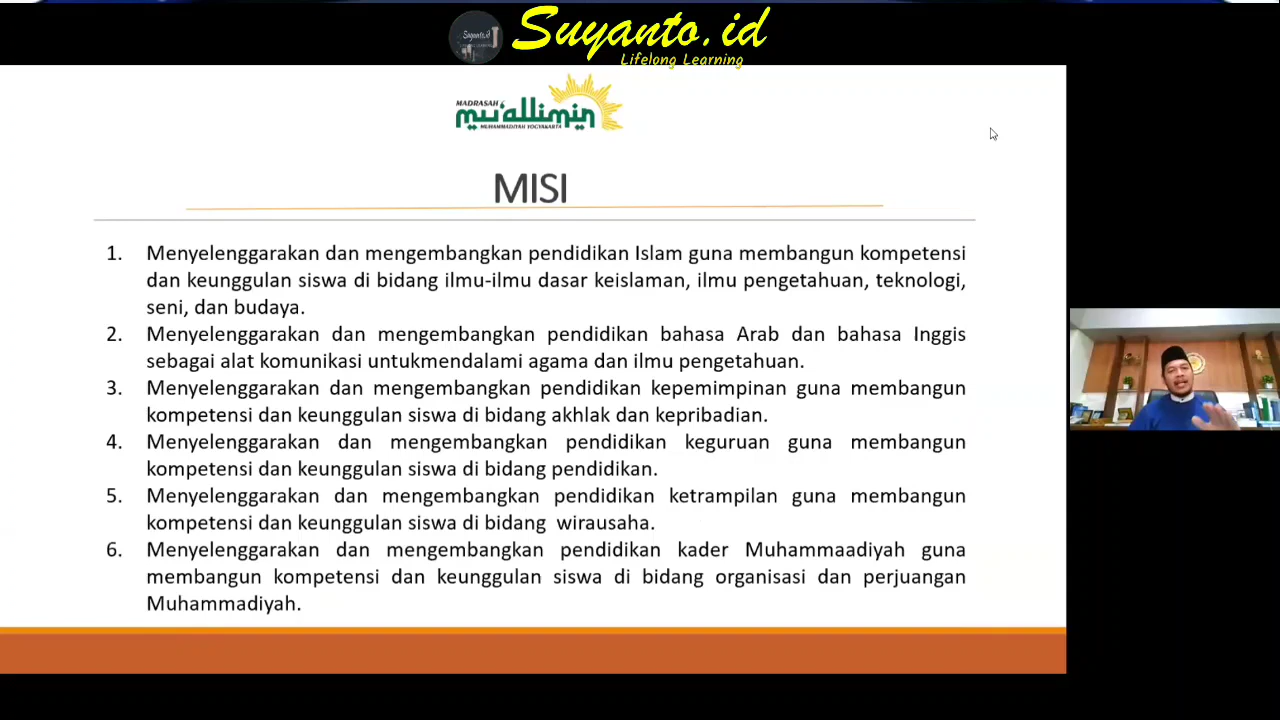 Suyanto.id
Lifelong Learning
MADRASAH
mu'allimin
MUHAMMADIYAH YOGYAKARTA
MISI
1. Menyelenggarakan dan mengembangkan pendidikan Islam guna membangun kompetensi
dan keunggulan siswa di bidang ilmu-ilmu dasar keislaman, ilmu pengetahuan, teknologi,
seni, dan budaya.
2. Menyelenggarakan dan mengembangkan pendidikan bahasa Arab dan bahasa Inggis
sebagai alat komunikasi untukmendalami agama dan ilmu pengetahuan.
3. Menyelenggarakan dan mengembangkan pendidikan kepemimpinan guna membangun
kompetensi dan keunggulan siswa di bidang akhlak dan kepribadian.
4. Menyelenggarakan dan mengembangkan pendidikan keguruan guna membangun
kompetensi dan keunggulan siswa di bidang pendidikan.
5. Menyelenggarakan dan mengembangkan pendidikan ketrampilan guna membangun
kompetensi dan keunggulan siswa di bidang wirausaha.
6. Menyelenggarakan dan mengembangkan pendidikan kader Muhammaadiyah guna
membangun kompetensi dan keunggulan siswa di bidang organisasi dan perjuangan
Muhammadiyah.